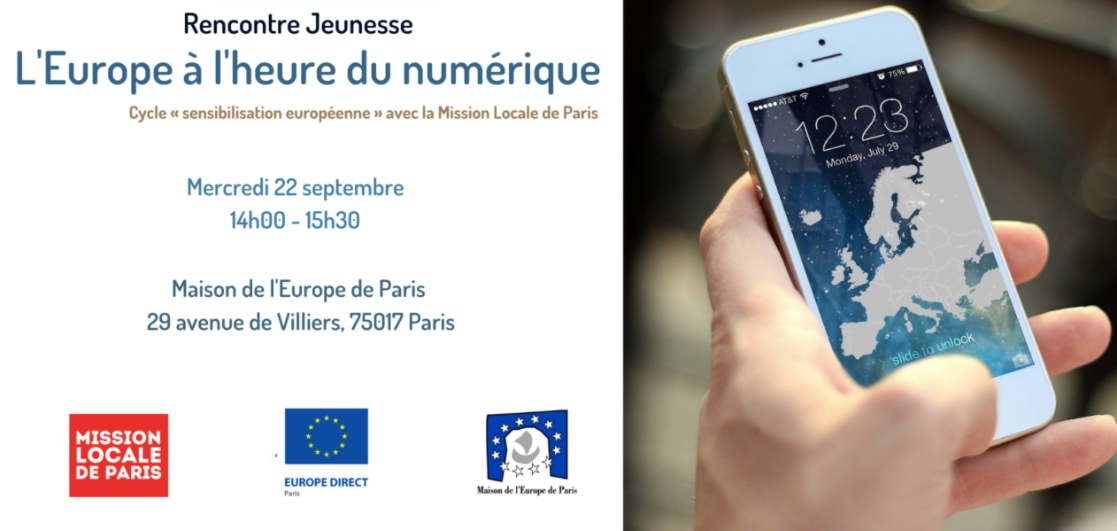 Rencontre Jeunesse
L'Europe à l'heure du numérique
Cycle « sensibilisation européenne » avec la Mission Locale de Paris
Mercredi 22 septembre
14h00 - 15h30
Maison de l'Europe de Paris
29 avenue de Villiers, 75017 Paris
MISSION
LOCALE
DE PARIS
EUROPE DIRECT
Paris
Maison de l'Europe de Paris
AT&T 75%
12:23
Monday, July 29
slide to unlock